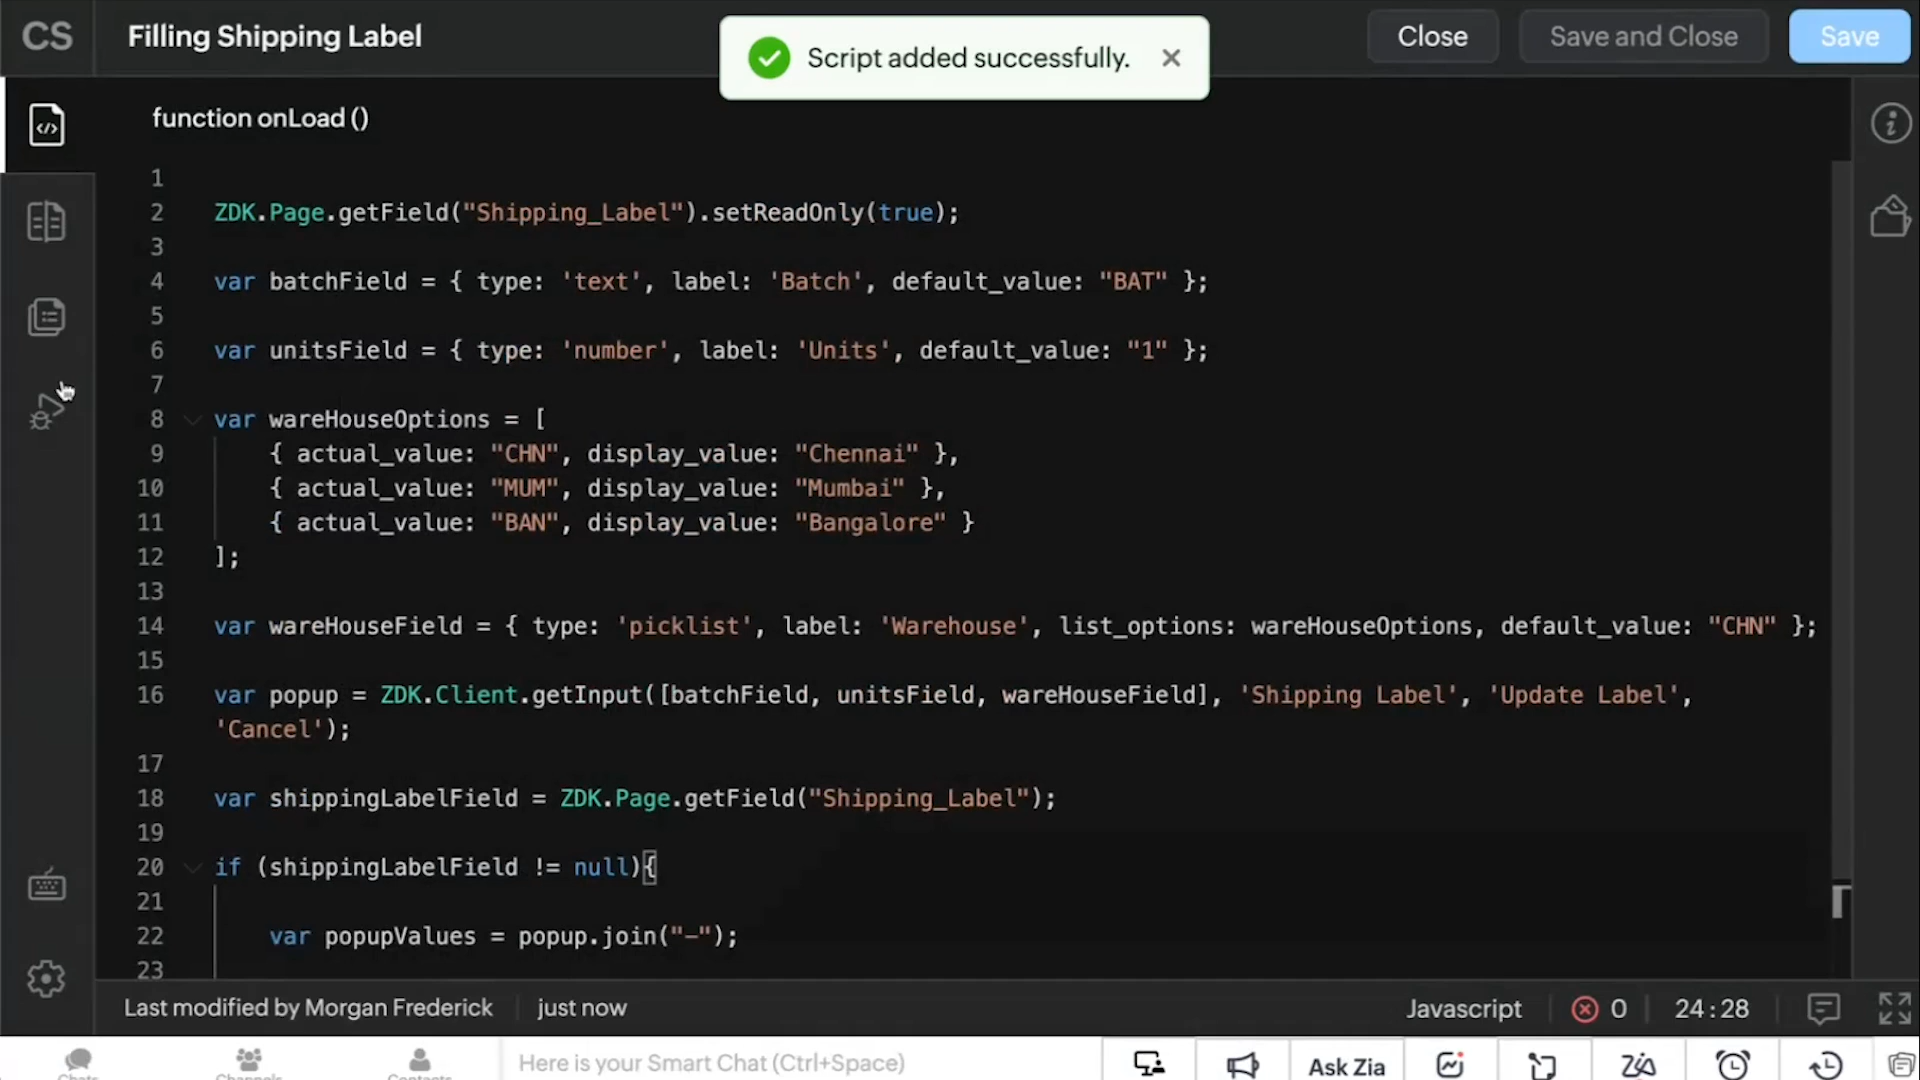 CS
Filling Shipping Label
Script added successfully.
Close
Save and Close
Save
function onLoad ()
1
2 ZDK.Page.getField("Shipping_Label").setReadOnly(true);
3
4 var batchField = { type: 'text', label: 'Batch', default_value: "BAT" };
5
6 var unitsField = { type: 'number', label: 'Units', default_value: "1" };
7
8 var wareHouseOptions = [
9 { actual_value: "CHN", display_value: "Chennai" },
10 { actual_value: "MUM", display_value: "Mumbai" },
11 { actual_value: "BAN", display_value: "Bangalore" }
12 ];
13
14 var wareHouseField = { type: 'picklist', label: 'Warehouse', list_options: wareHouseOptions, default_value: "CHN" };
15
16 var popup = ZDK.Client.getInput([batchField, unitsField, wareHouseField], 'Shipping Label', 'Update Label',
'Cancel');
17
18 var shippingLabelField = ZDK.Page.getField("Shipping_Label");
19
20 if (shippingLabelField != null){
21
22 var popupValues = popup.join("-");
23
Last modified by Morgan Frederick just now
Javascript 0 24:28
Here is your Smart Chat (Ctrl+Space)
Ask Zia